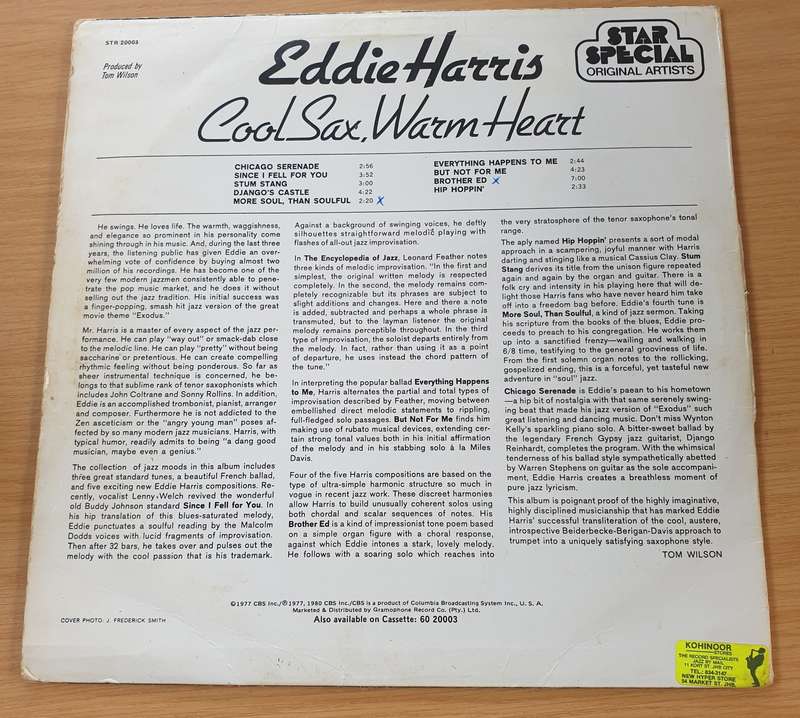 STR 20003
Produced by
Tom Wilson
Eddie Harris
Cool Sax, Warm Heart
STAR
SPECIAL
ORIGINAL ARTISTS
CHICAGO SERENADE 2:56
SINCE I FELL FOR YOU 3:52
STUM STANG 3:00
DJANGO'S CASTLE 4:22
MORE SOUL, THAN SOULFUL 2:20 X
EVERYTHING HAPPENS TO ME 2:44
BUT NOT FOR ME 4:23
BROTHER ED X 7:00
HIP HOPPIN' 2:33
He swings. He loves life. The warmth, waggishness,
and elegance so prominent in his personality come
shining through in his music. And, during the last three
years, the listening public has given Eddie an over-
whelming vote of confidence by buying almost two
million of his recordings. He has become one of the
very few modern jazzmen consistently able to pene-
trate the pop music market, and he does it without
selling out the jazz tradition. His initial success was
a finger-popping, smash hit jazz version of the great
movie theme "Exodus."
Mr. Harris is a master of every aspect of the jazz per-
formance. He can play "way out" or smack-dab close
to the melodic line. He can play "pretty" without being
saccharine or pretentious. He can create compelling
rhythmic feeling without being ponderous. So far as
sheer instrumental technique is concerned, he be-
longs to that sublime rank of tenor saxophonists which
includes John Coltrane and Sonny Rollins. In addition,
Eddie is an accomplished trombonist, pianist, arranger
and composer. Furthermore he is not addicted to the
Zen asceticism or the "angry young man" poses af-
fected by so many modern jazz musicians. Harris, with
typical humor, readily admits to being "a dang good
musician, maybe even a genius."
The collection of jazz moods in this album includes
three great standard tunes, a beautiful French ballad,
and five exciting new Eddie Harris compositions. Re-
cently, vocalist Lenny Welch revived the wonderful
old Buddy Johnson standard Since I Fell for You. In
his hip translation of this blues-saturated melody,
Eddie punctuates a soulful reading by the Malcolm
Dodds voices with lucid fragments of improvisation.
Then after 32 bars, he takes over and pulses out the
melody with the cool passion that is his trademark.
Against a background of swinging voices, he deftly
silhouettes straightforward melodic playing with
flashes of all-out jazz improvisation.
In The Encyclopedia of Jazz, Leonard Feather notes
three kinds of melodic improvisation. "In the first and
simplest, the original written melody is respected
completely. In the second, the melody remains com-
pletely recognizable but its phrases are subject to
slight additions and changes. Here and there a note
is added, subtracted and perhaps a whole phrase is
transmuted, but to the layman listener the original
melody remains perceptible throughout. In the third
type of improvisation, the soloist departs entirely from
the melody. In fact, rather than using it as a point
of departure, he uses instead the chord pattern of
the tune."
In interpreting the popular ballad Everything Happens
to Me, Harris alternates the partial and total types of
improvisation described by Feather, moving between
embellished direct melodic statements to rippling,
full-fledged solo passages. But Not For Me finds him
making use of rubato musical devices, extending cer-
tain strong tonal values both in his initial affirmation
of the melody and in his stabbing solo à la Miles
Davis.
Four of the five Harris compositions are based on the
type of ultra-simple harmonic structure so much in
vogue in recent jazz work. These discreet harmonies
allow Harris to build unusually coherent solos using
both chordal and scalar sequences of notes. His
Brother Ed is a kind of impressionist tone poem based
on a simple organ figure with a choral response,
against which Eddie intones a stark, lovely melody.
He follows with a soaring solo which reaches into
the very stratosphere of the tenor saxophone's tonal
range.
The aply named Hip Hoppin' presents a sort of modal
approach in a scampering, joyful manner with Harris
darting and stinging like a musical Cassius Clay. Stum
Stang derives its title from the unison figure repeated
again and again by the organ and guitar. There is a
folk cry and intensity in his playing here that will de-
light those Harris fans who have never heard him take
off into a freedom bag before. Eddie's fourth tune is
More Soul, Than Soulful, a kind of jazz sermon. Taking
his scripture from the books of the blues, Eddie pro-
ceeds to preach to his congregation. He works them
up into a sanctified frenzy—wailing and walking in
6/8 time, testifying to the general grooviness of life.
From the first solemn organ notes to the rollicking,
gospelized ending, this is a forceful, yet tasteful new
adventure in "soul" jazz.
Chicago Serenade is Eddie's paean to his hometown
—a hip bit of nostalgia with that same serenely swing-
ing beat that made his jazz version of "Exodus" such
great listening and dancing music. Don't miss Wynton
Kelly's sparkling piano solo. A bitter-sweet ballad by
the legendary French Gypsy jazz guitarist, Django
Reinhardt, completes the program. With the whimsical
tenderness of his ballad style sympathetically abetted
by Warren Stephens on guitar as the sole accompani-
ment, Eddie Harris creates a breathless moment of
pure jazz lyricism.
This album is poignant proof of the highly imaginative,
highly disciplined musicianship that has marked Eddie
Harris' successful transliteration of the cool, austere,
introspective Beiderbecke-Berigan-Davis approach to
trumpet into a uniquely satisfying saxophone style.
TOM WILSON
©1977 CBS Inc./℗1977, 1980 CBS Inc./CBS is a product of Columbia Broadcasting System Inc., U. S. A.
Marketed & Distributed by Gramophone Record Co. (Pty.) Ltd.
Also available on Cassette: 60 20003
COVER PHOTO: J. FREDERICK SMITH
KOHINOOR
STORES
THE RECORD SPECIALISTS
JAZZ BY MAIL
11 KORT ST. JHB CITY
TEL.: 834-2147
NEW HYPER STORE
54 MARKET ST. JHB.